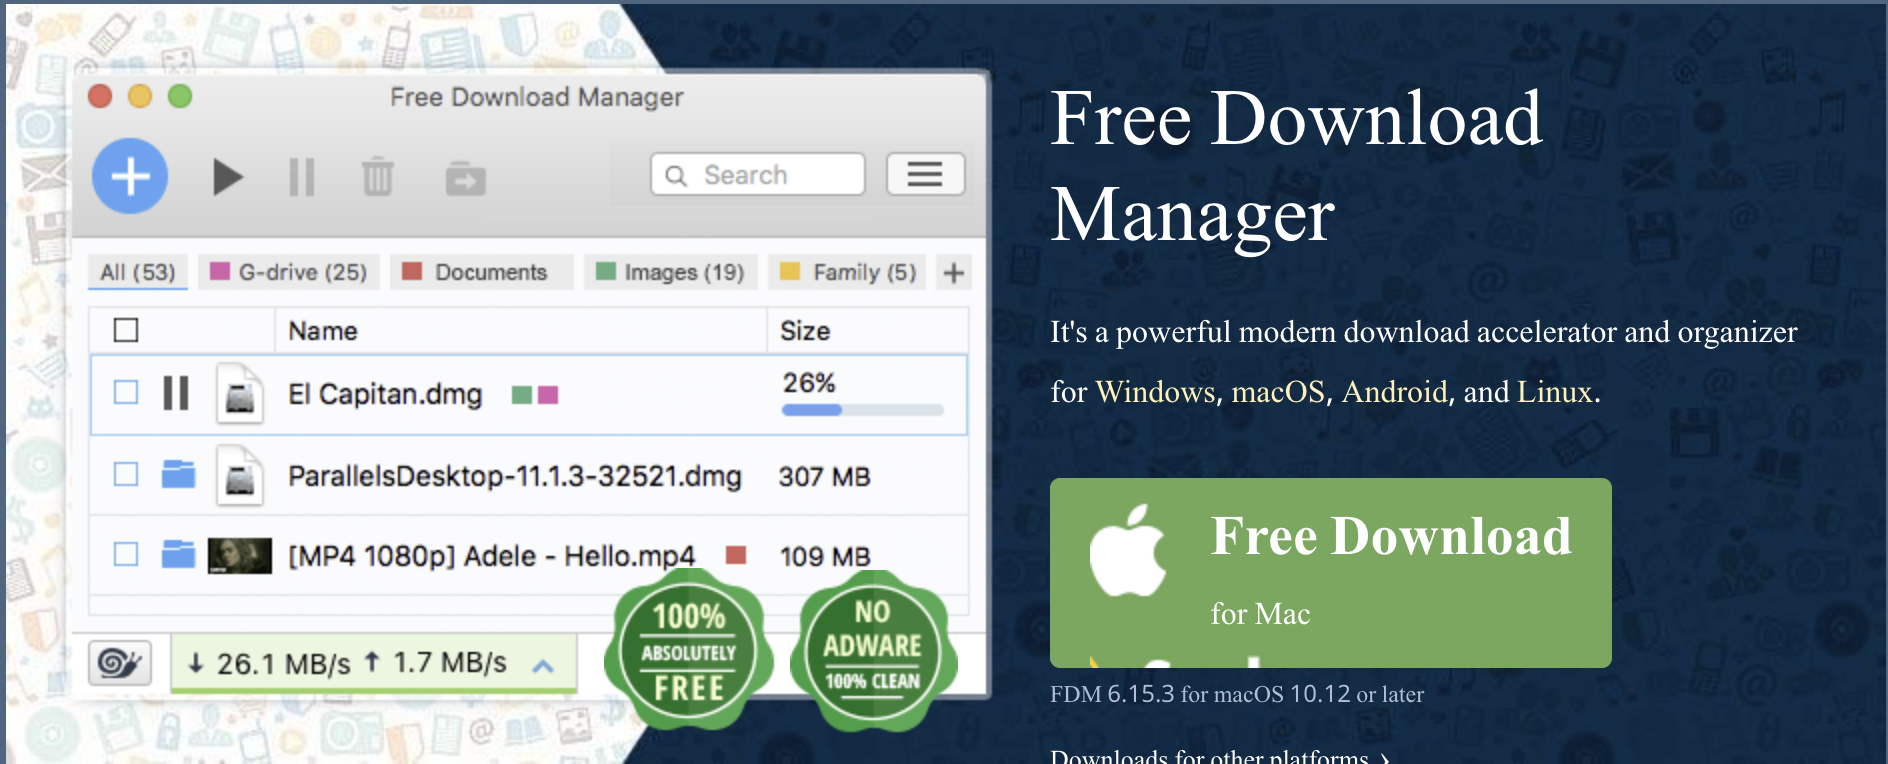 Free Download Manager
Search
All (53)
G-drive (25)
Documents
Images (19)
Family (5)
Name
Size
El Capitan.dmg
26%
ParallelsDesktop-11.1.3-32521.dmg
307 MB
[MP4 1080p] Adele - Hello.mp4
109 MB
26.1 MB/s
1.7 MB/s
100%
ABSOLUTELY
FREE
NO
ADWARE
100% CLEAN
Free Download
Manager
It's a powerful modern download accelerator and organizer
for Windows, macOS, Android, and Linux.
Free Download
for Mac
FDM 6.15.3 for macOS 10.12 or later
Downloads for other platforms ›